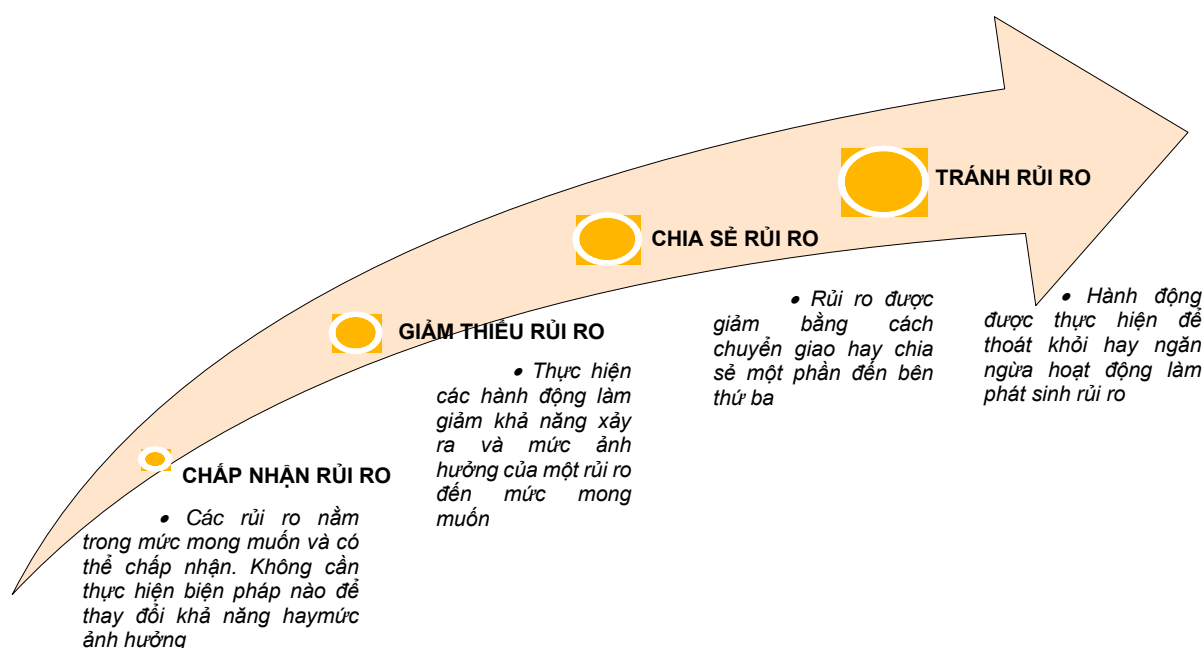 CHẤP NHẬN RỦI RO
• Các rủi ro nằm
trong mức mong muốn và có
thể chấp nhận. Không cần
thực hiện biện pháp nào để
thay đổi khả năng haymức
ảnh hưởng
GIẢM THIỂU RỦI RO
• Thực hiện
các hành động làm
giảm khả năng xảy
ra và mức ảnh
hưởng của một rủi ro
đến mức mong
muốn
CHIA SẺ RỦI RO
• Rủi ro được
giảm bằng cách
chuyển giao hay chia
sẻ một phần đến bên
thứ ba
TRÁNH RỦI RO
• Hành động
được thực hiện để
thoát khỏi hay ngăn
ngừa hoạt động làm
phát sinh rủi ro